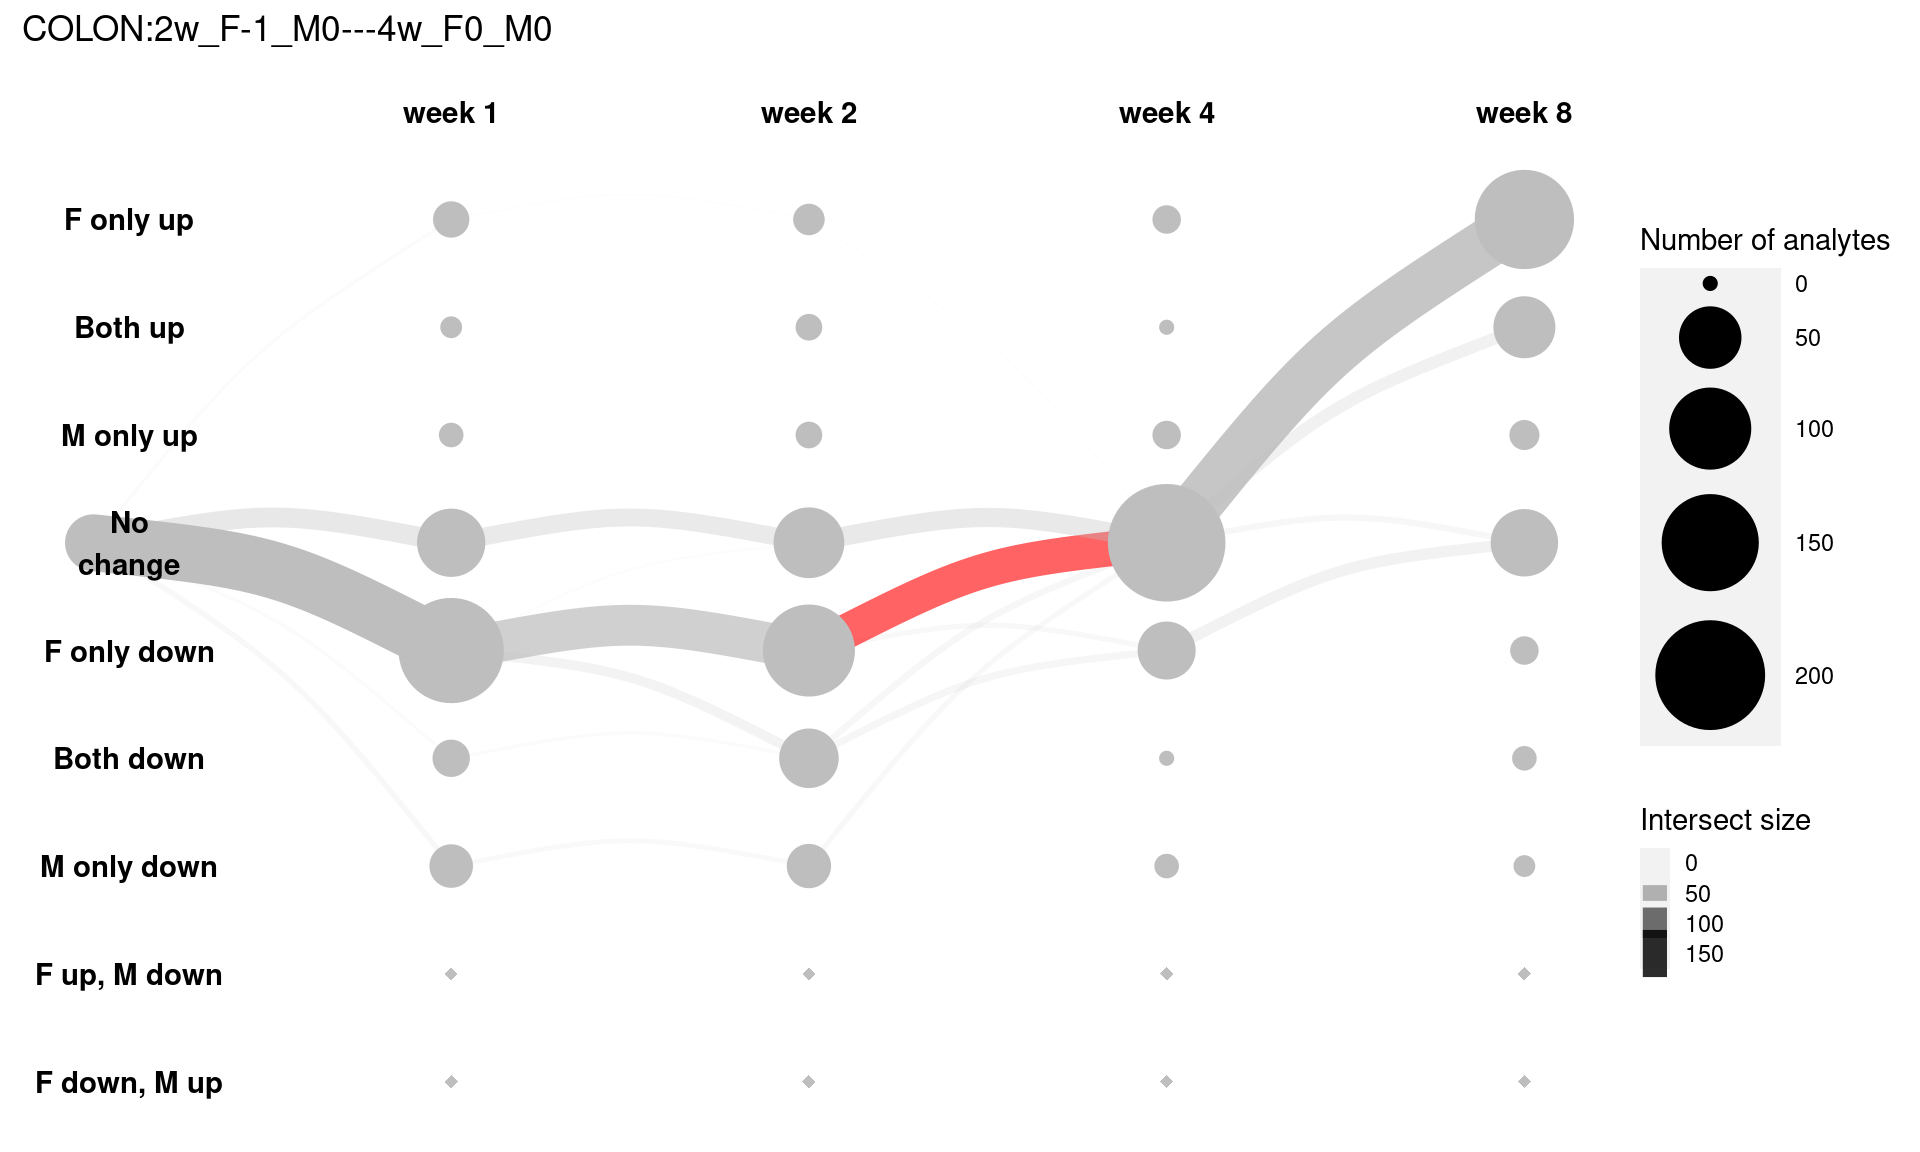 COLON:2w_F-1_M0---4w_F0_M0
week 1
week 2
week 4
week 8
F only up
Both up
M only up
No
change
F only down
Both down
M only down
F up, M down
F down, M up
Number of analytes
0
50
100
150
200
Intersect size
0
50
100
150